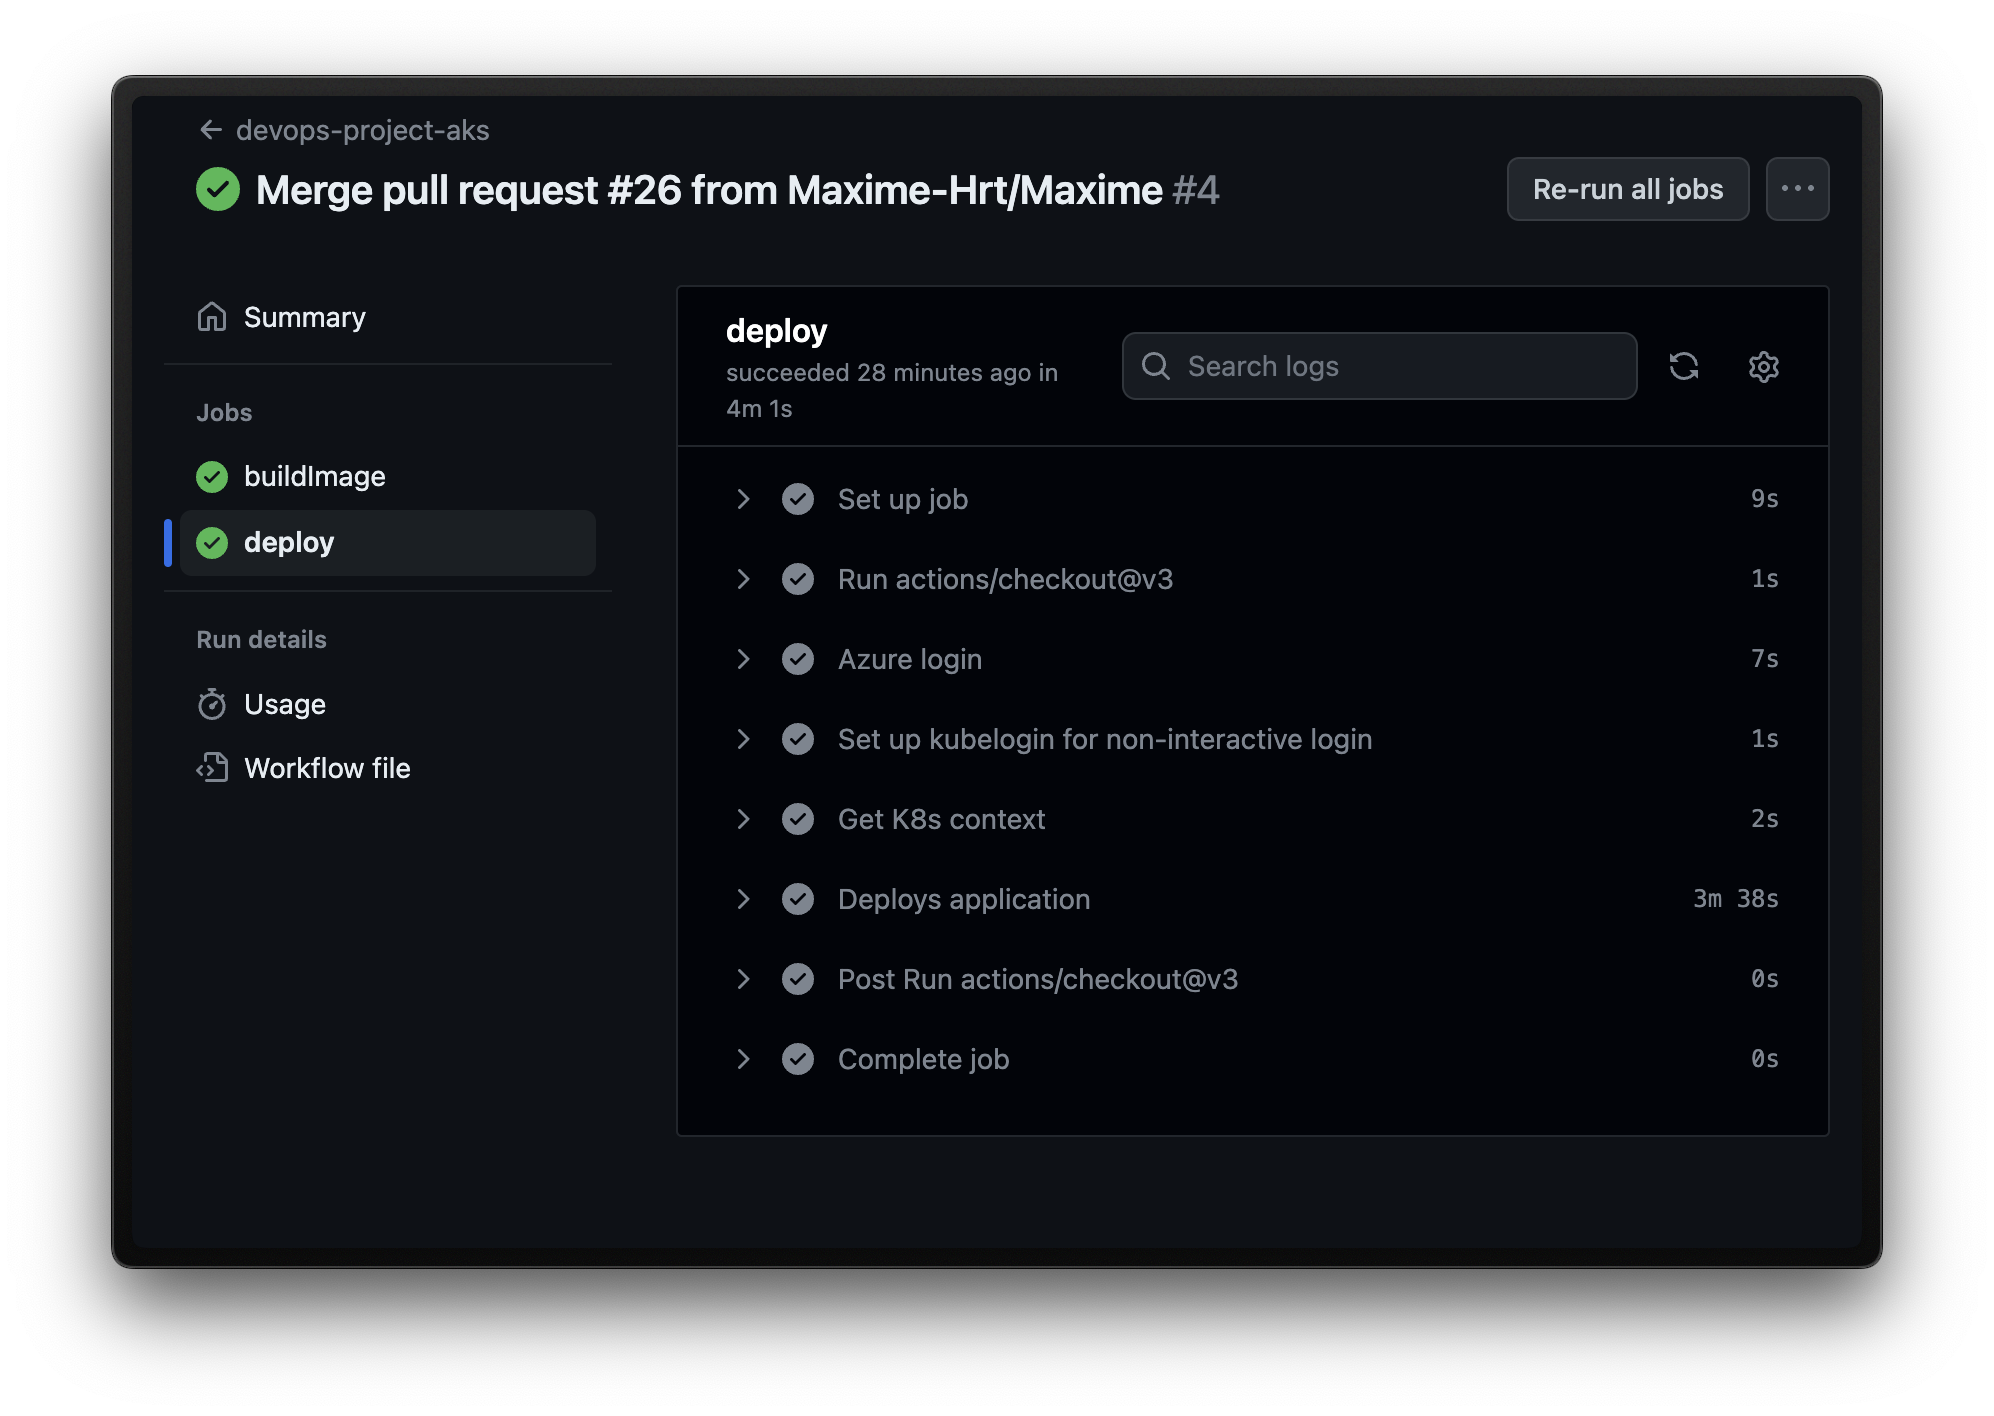 devops-project-aks
Merge pull request #26 from Maxime-Hrt/Maxime #4
Re-run all jobs
Summary
Jobs
buildImage
deploy
Run details
Usage
Workflow file
deploy
succeeded 28 minutes ago in
4m 1s
Search logs
Set up job 9s
Run actions/checkout@v3 1s
Azure login 7s
Set up kubelogin for non-interactive login 1s
Get K8s context 2s
Deploys application 3m 38s
Post Run actions/checkout@v3 0s
Complete job 0s